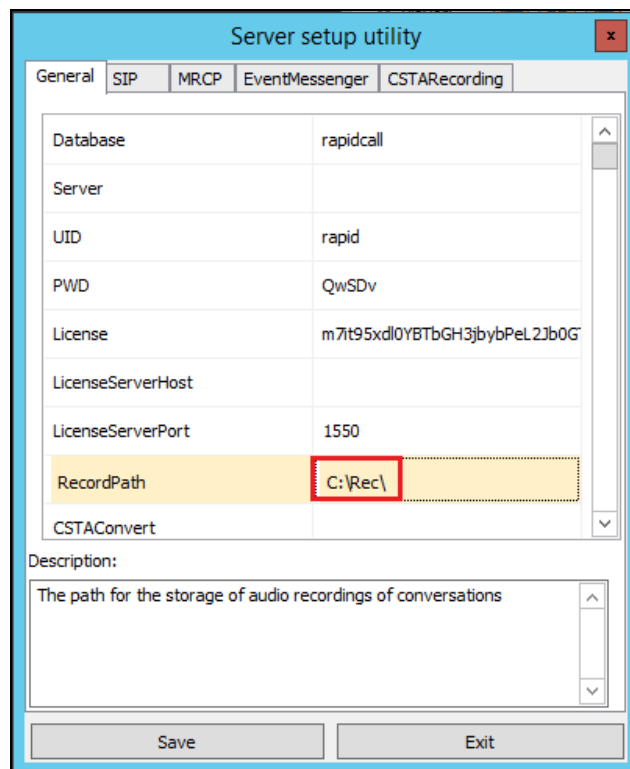 Server setup utility
x
General SIP MRCP EventMessenger CSTARecording
Database rapidcall
Server
UID rapid
PWD QwSDv
License m7it95xdl0YBTbGH3jbybPeL2Jb0G
LicenseServerHost
LicenseServerPort 1550
RecordPath C:\Rec\
CSTAConvert
Description:
The path for the storage of audio recordings of conversations
Save Exit